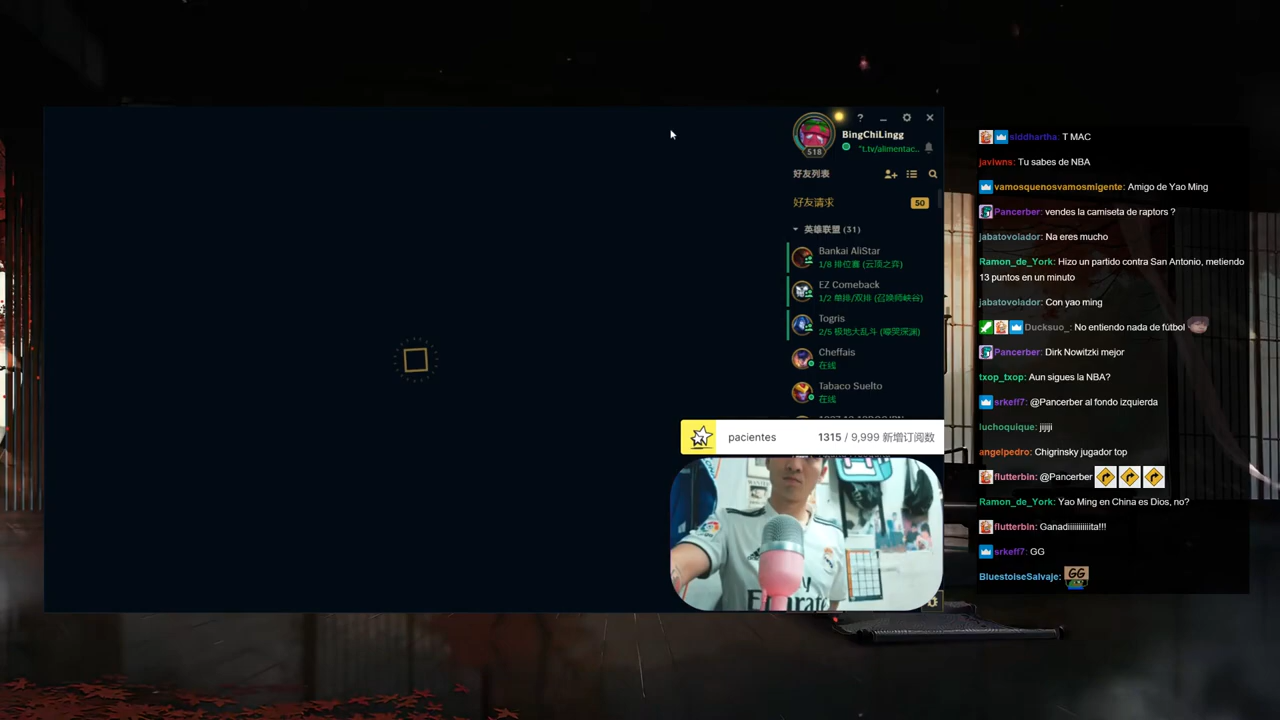 BingChiLingg
518
"t.tv/alimentac..
好友列表
好友请求
50
英雄联盟 (31)
Bankai AliStar
1/8 排位赛 (云顶之弈)
EZ Comeback
1/2 单排/双排 (召唤师峡谷)
Togris
2/5 极地大乱斗 (嚎哭深渊)
Cheffais
在线
Tabaco Suelto
在线
pacientes 1315 / 9,999 新增订阅数
siddhartha: T MAC
javiwns: Tu sabes de NBA
vamosquenosvamosmigente: Amigo de Yao Ming
Pancerber: vendes la camiseta de raptors ?
jabatovolador: Na eres mucho
Ramon_de_York: Hizo un partido contra San Antonio, metiendo
13 puntos en un minuto
jabatovolador: Con yao ming
Ducksuo_: No entiendo nada de fútbol
Pancerber: Dirk Nowitzki mejor
txop_txop: Aun sigues la NBA?
srkeff7: @Pancerber al fondo izquierda
luchoquique: jijiji
angelpedro: Chigrinsky jugador top
flutterbin: @Pancerber
Ramon_de_York: Yao Ming en China es Dios, no?
flutterbin: Ganadiiiiiiiiiiiita!!!
srkeff7: GG
BluestoiseSalvaje: GG